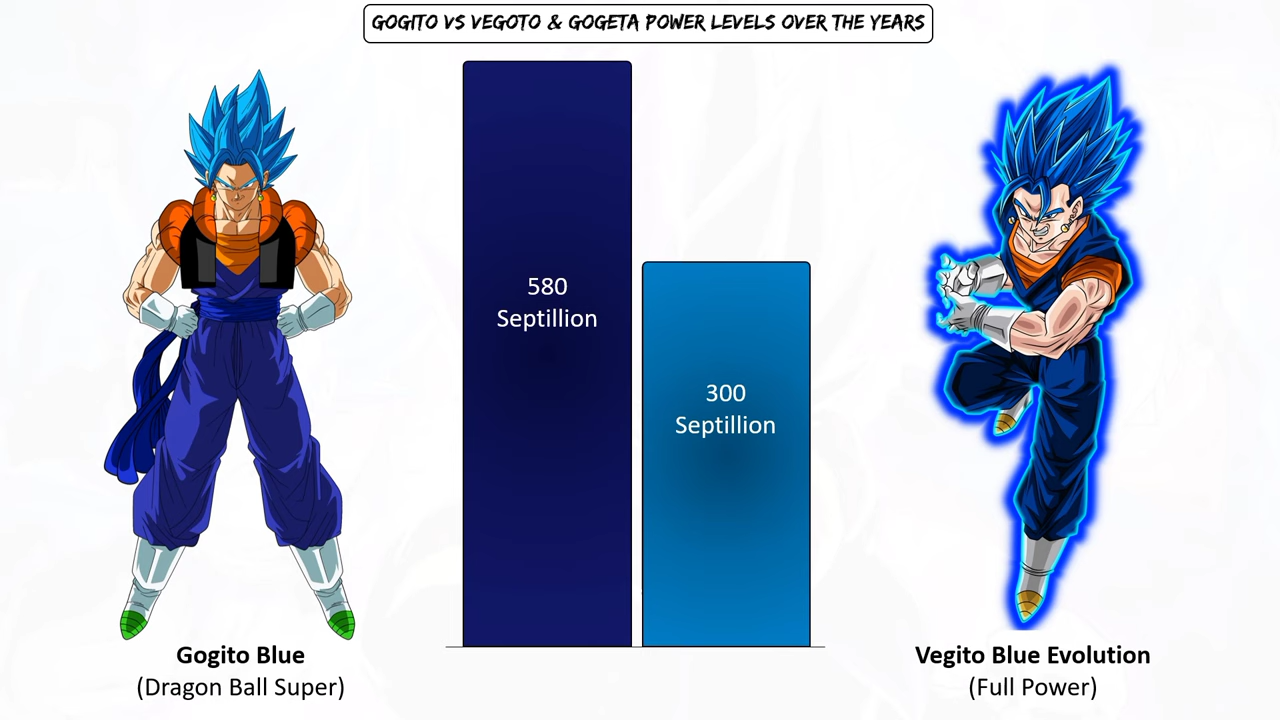 GOGITO VS VEGOTO & GOGETA POWER LEVELS OVER THE YEARS
580
Septillion
300
Septillion
Gogito Blue
(Dragon Ball Super)
Vegito Blue Evolution
(Full Power)